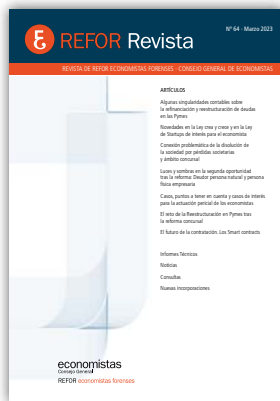 REFOR Revista
Nº 64 · Marzo 2023
REVISTA DE REFOR ECONOMISTAS FORENSES - CONSEJO GENERAL DE ECONOMISTAS
ARTÍCULOS
Algunas singularidades contables sobre
la refinanciación y reestructuración de deudas
en las Pymes
Novedades en la Ley crea y crece y en la Ley
de Startups de interés para el economista
Conexión problemática de la disolución de
la sociedad por pérdidas societarias
y ámbito concursal
Luces y sombras en la segunda oportunidad
tras la reforma: Deudor persona natural y persona
física empresaria
Casos, puntos a tener en cuenta y casos de interés
para la actuación pericial de los economistas
El reto de la Reestructuración en Pymes tras
la reforma concursal
El futuro de la contratación. Los Smart contracts
Informes Técnicos
Noticias
Consultas
Nuevas incorporaciones
economistas
Consejo General
REFOR economistas forenses